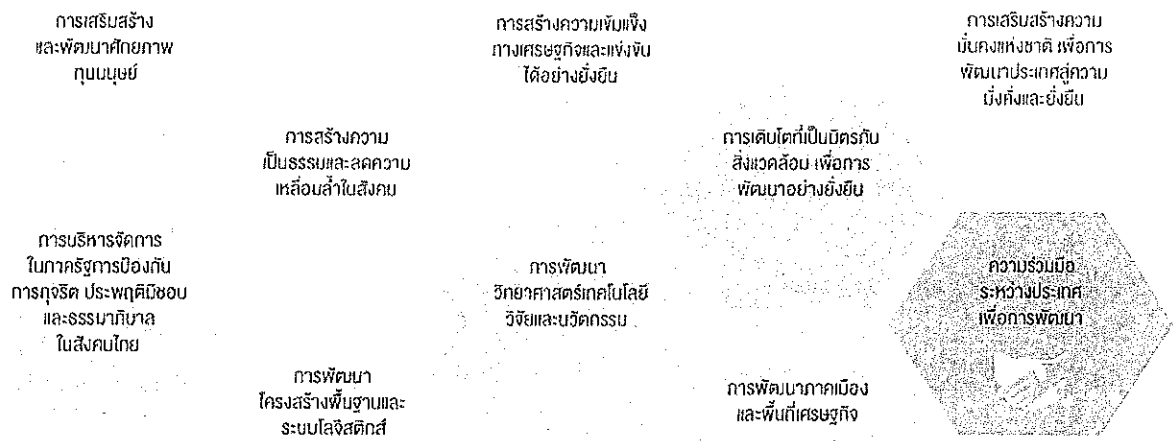 การเสริมสร้าง
และพัฒนาศักยภาพ
ทุนมนุษย์
การสร้างความเข้มแข็ง
ทางเศรษฐกิจและแข่งขัน
ได้อย่างยั่งยืน
การเสริมสร้างความ
มั่นคงแห่งชาติ เพื่อการ
พัฒนาประเทศสู่ความ
มั่งคั่งและยั่งยืน
การสร้างความ
เป็นธรรมและลดความ
เหลื่อมล้ำในสังคม
การเติบโตที่เป็นมิตรกับ
สิ่งแวดล้อม เพื่อการ
พัฒนาอย่างยั่งยืน
การบริหารจัดการ
ในภาครัฐการป้องกัน
การทุจริต ประพฤติมิชอบ
และธรรมาภิบาล
ในสังคมไทย
การพัฒนา
วิทยาศาสตร์เทคโนโลยี
วิจัยและนวัตกรรม
ความร่วมมือ
ระหว่างประเทศ
เพื่อการพัฒนา
การพัฒนา
โครงสร้างพื้นฐานและ
ระบบโลจิสติกส์
การพัฒนาภาคเมือง
และพื้นที่เศรษฐกิจ